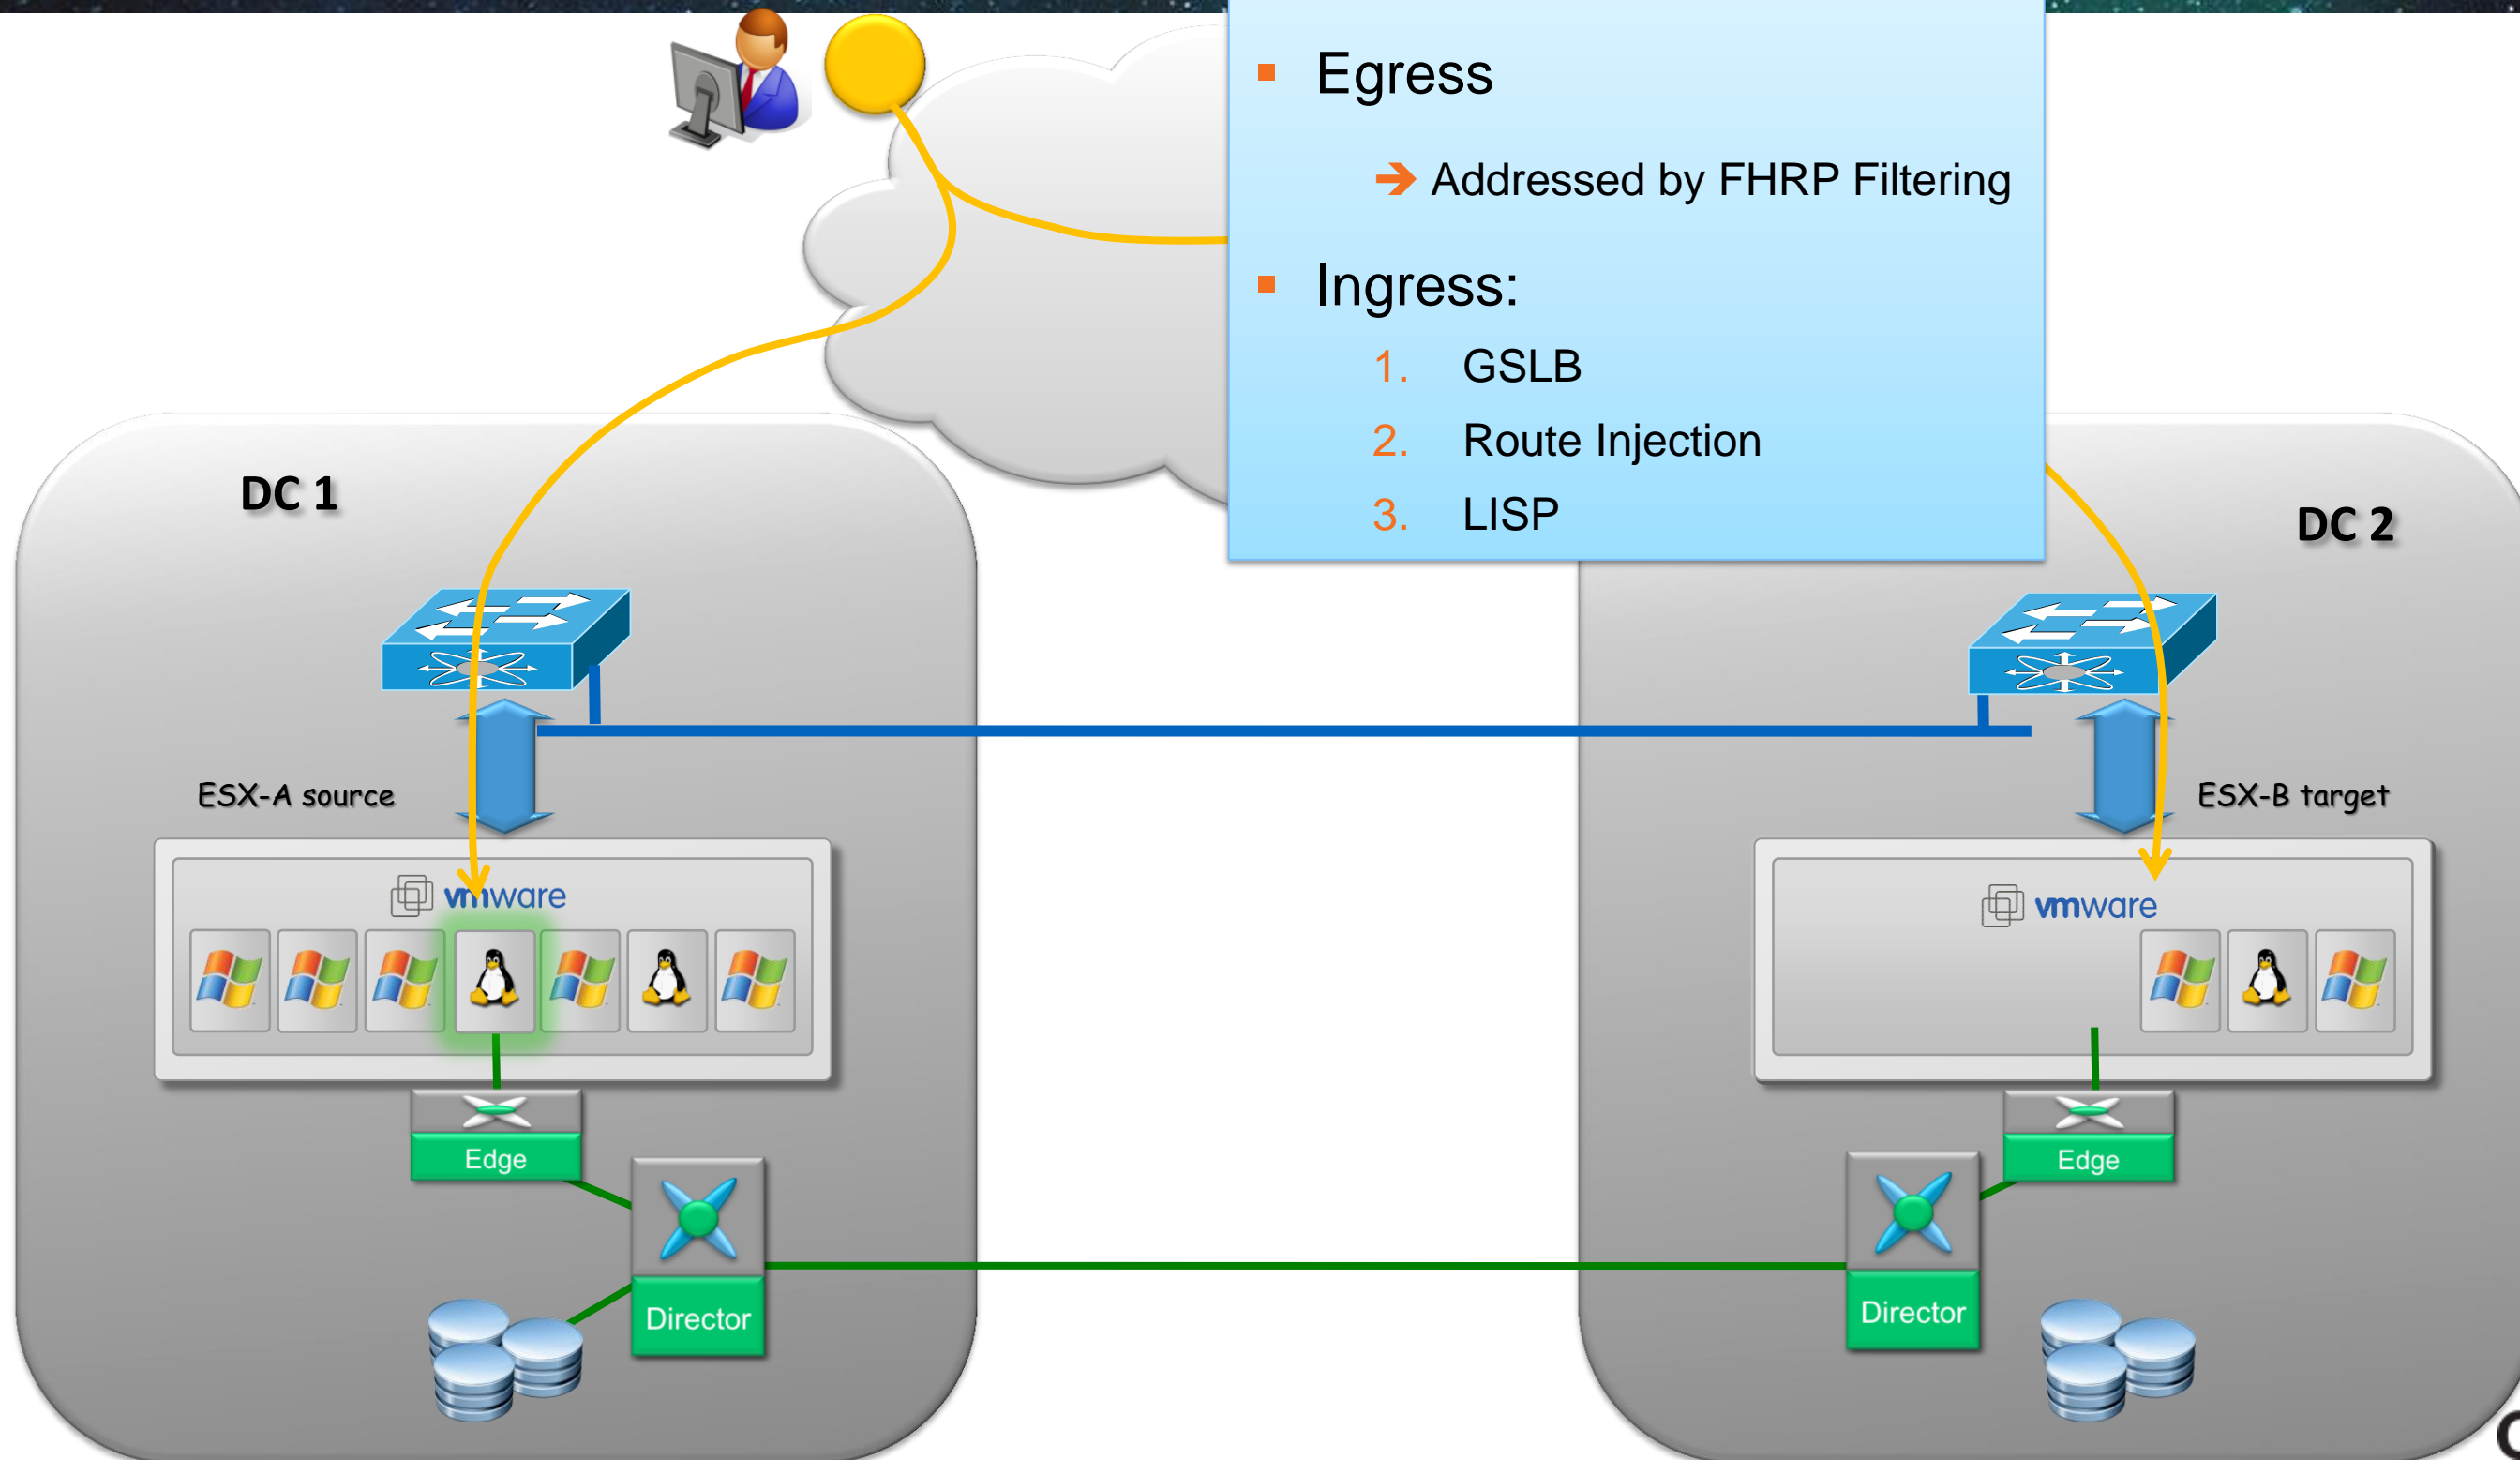 Egress
Addressed by FHRP Filtering
Ingress:
1. GSLB
2. Route Injection
3. LISP
DC 1
DC 2
ESX-A source
ESX-B target
vmware
vmware
Edge
Edge
Director
Director